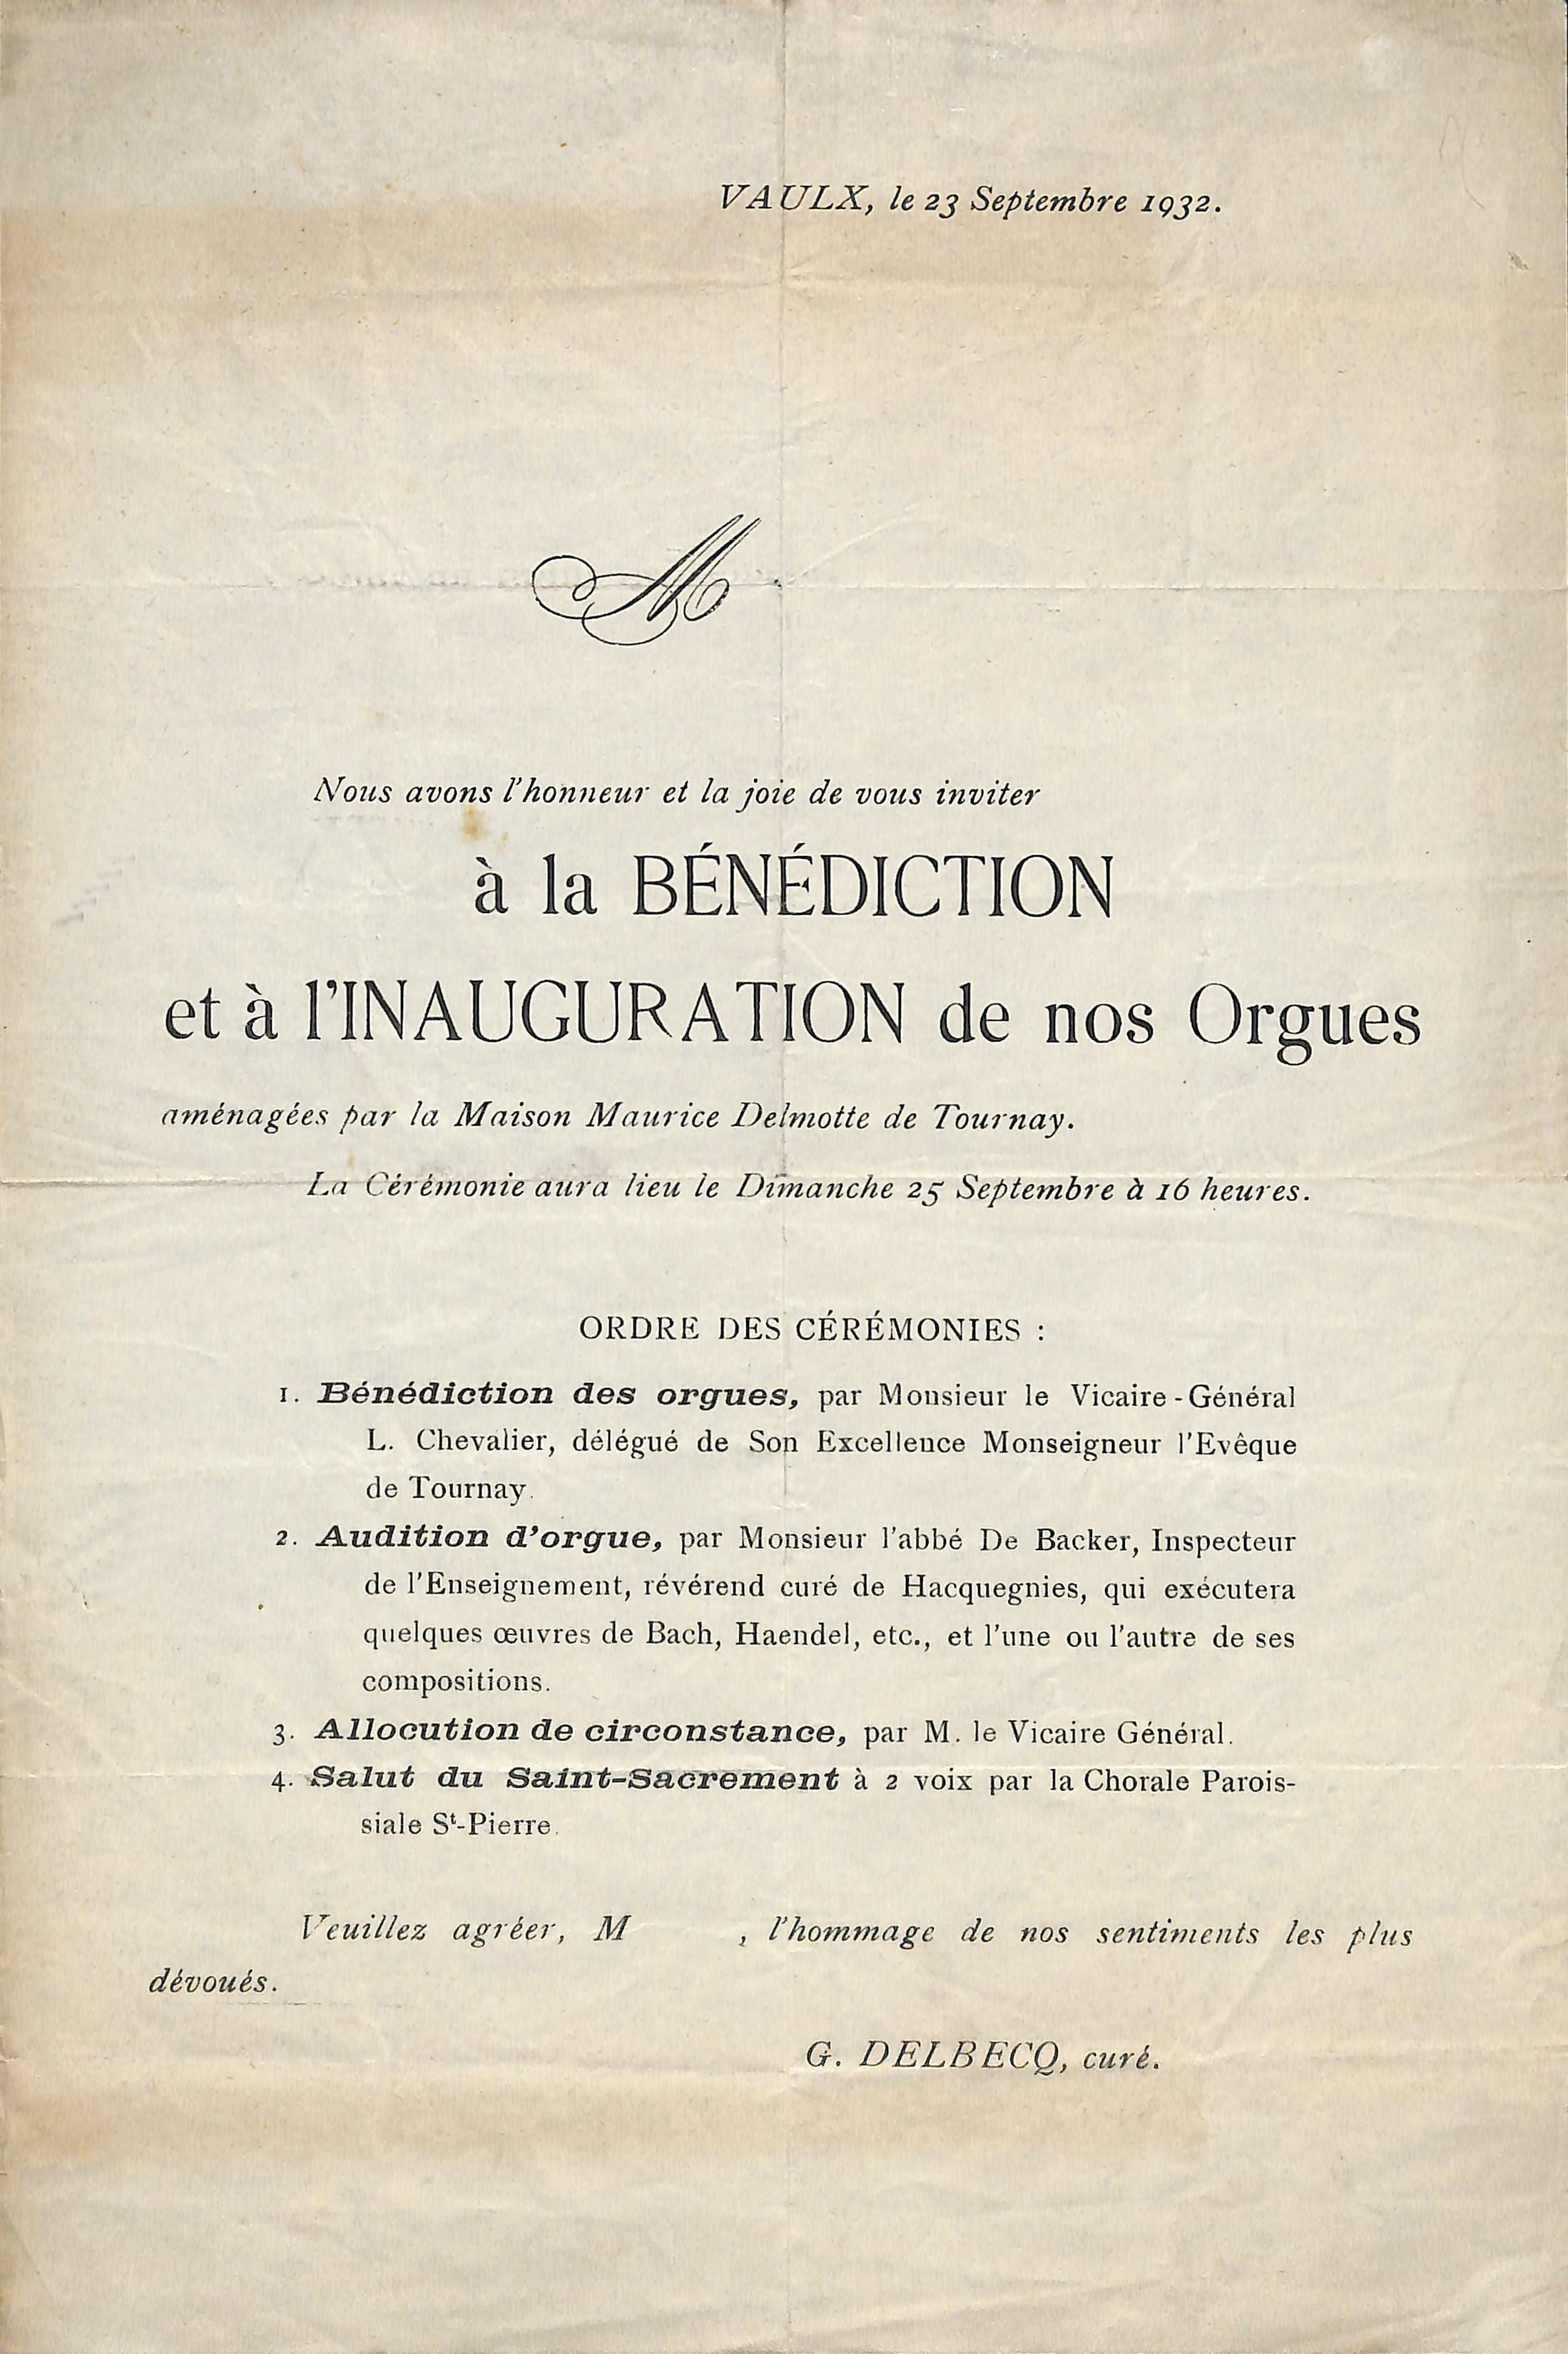 VAULX, le 23 Septembre 1932.
M
Nous avons l'honneur et la joie de vous inviter
à la BÉNÉDICTION
et à l'INAUGURATION de nos Orgues
aménagées par la Maison Maurice Delmotte de Tournay.
La Cérémonie aura lieu le Dimanche 25 Septembre à 16 heures.
ORDRE DES CÉRÉMONIES :
1. Bénédiction des orgues, par Monsieur le Vicaire-Général
L. Chevalier, délégué de Son Excellence Monseigneur l'Evêque
de Tournay.
2. Audition d'orgue, par Monsieur l'abbé De Backer, Inspecteur
de l'Enseignement, révérend curé de Hacquegnies, qui exécutera
quelques œuvres de Bach, Haendel, etc., et l'une ou l'autre de ses
compositions.
3. Allocution de circonstance, par M. le Vicaire Général.
4. Salut du Saint-Sacrement à 2 voix par la Chorale Parois-
siale St-Pierre.
Veuillez agréer, M , l'hommage de nos sentiments les plus
dévoués.
G. DELBECQ, curé.